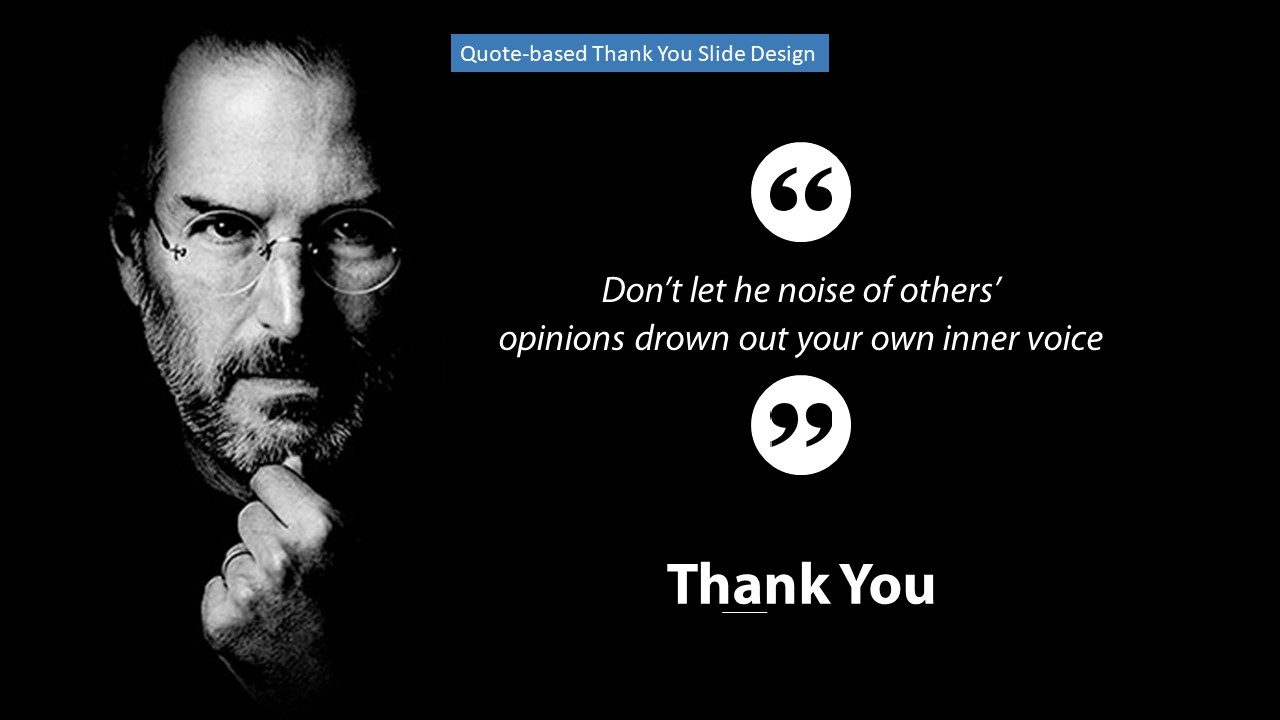 Quote-based Thank You Slide Design
“
Don’t let he noise of others’
opinions drown out your own inner voice
”
Thank You